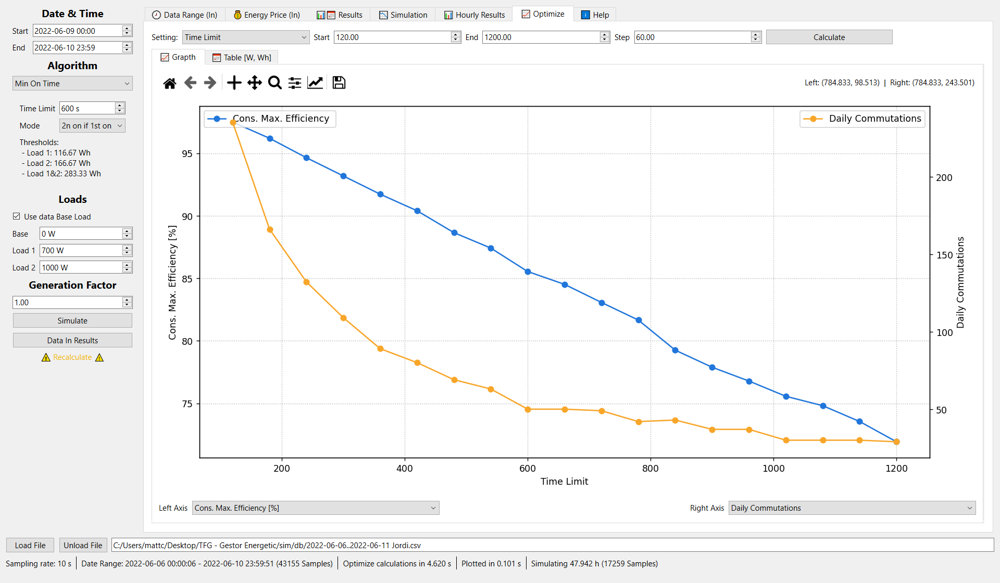 Date & Time
Start 2022-06-09 00:00
End 2022-06-10 23:59
Algorithm
Min On Time
Time Limit 600 s
Mode 2n on if 1st on
Thresholds:
- Load 1: 116.67 Wh
- Load 2: 166.67 Wh
- Load 1&2: 283.33 Wh
Loads
Use data Base Load
Base 0 W
Load 1 700 W
Load 2 1000 W
Generation Factor
1.00
Simulate
Data In Results
Recalculate
Data Range (In) Energy Price (In) Results Simulation Hourly Results Optimize Help
Setting: Time Limit Start 120.00 End 1200.00 Step 60.00 Calculate
Grapth Table [W, Wh]
Left: (784.833, 98.513) | Right: (784.833, 243.501)
Cons. Max. Efficiency
Daily Commutations
95
90
85
80
75
Cons. Max. Efficiency [%]
200
150
100
50
Daily Commutations
200 400 600 800 1000 1200
Time Limit
Left Axis Cons. Max. Efficiency [%] Right Axis Daily Commutations
Load File Unload File C:/Users/mattc/Desktop/TFG - Gestor Energetic/sim/db/2022-06-06..2022-06-11 Jordi.csv
Sampling rate: 10 s Date Range: 2022-06-06 00:00:06 - 2022-06-10 23:59:51 (43155 Samples) Optimize calculations in 4.620 s Plotted in 0.101 s Simulating 47.942 h (17259 Samples)